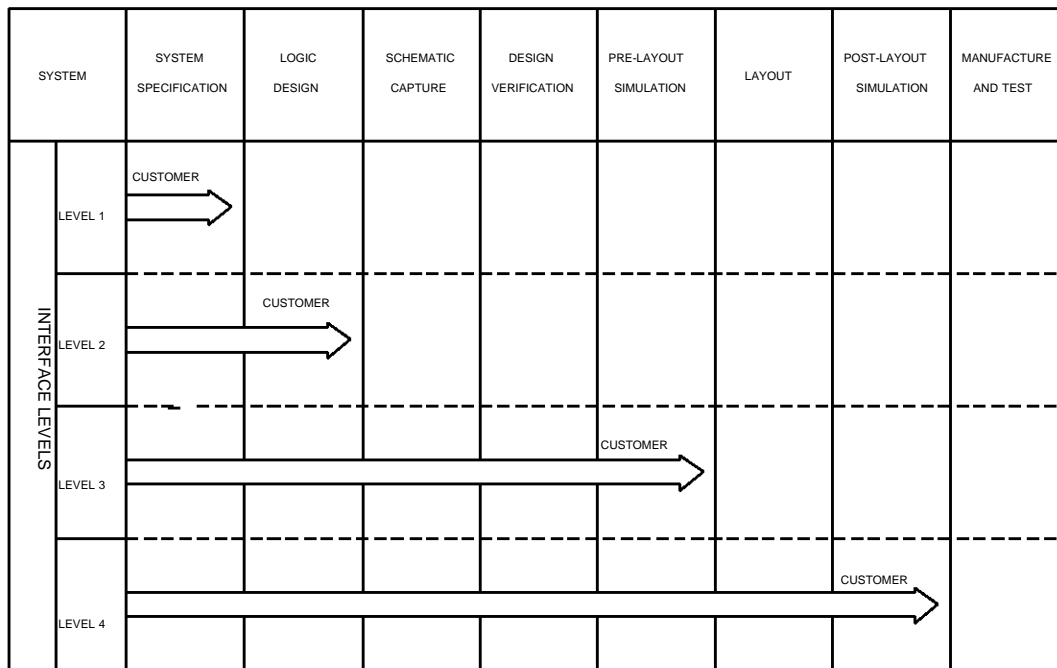 SYSTEM
SYSTEM
SPECIFICATION
LOGIC
DESIGN
SCHEMATIC
CAPTURE
DESIGN
VERIFICATION
PRE-LAYOUT
SIMULATION
LAYOUT
POST-LAYOUT
SIMULATION
MANUFACTURE
AND TEST
INTERFACE LEVELS
LEVEL 1
CUSTOMER
LEVEL 2
CUSTOMER
LEVEL 3
CUSTOMER
LEVEL 4
CUSTOMER